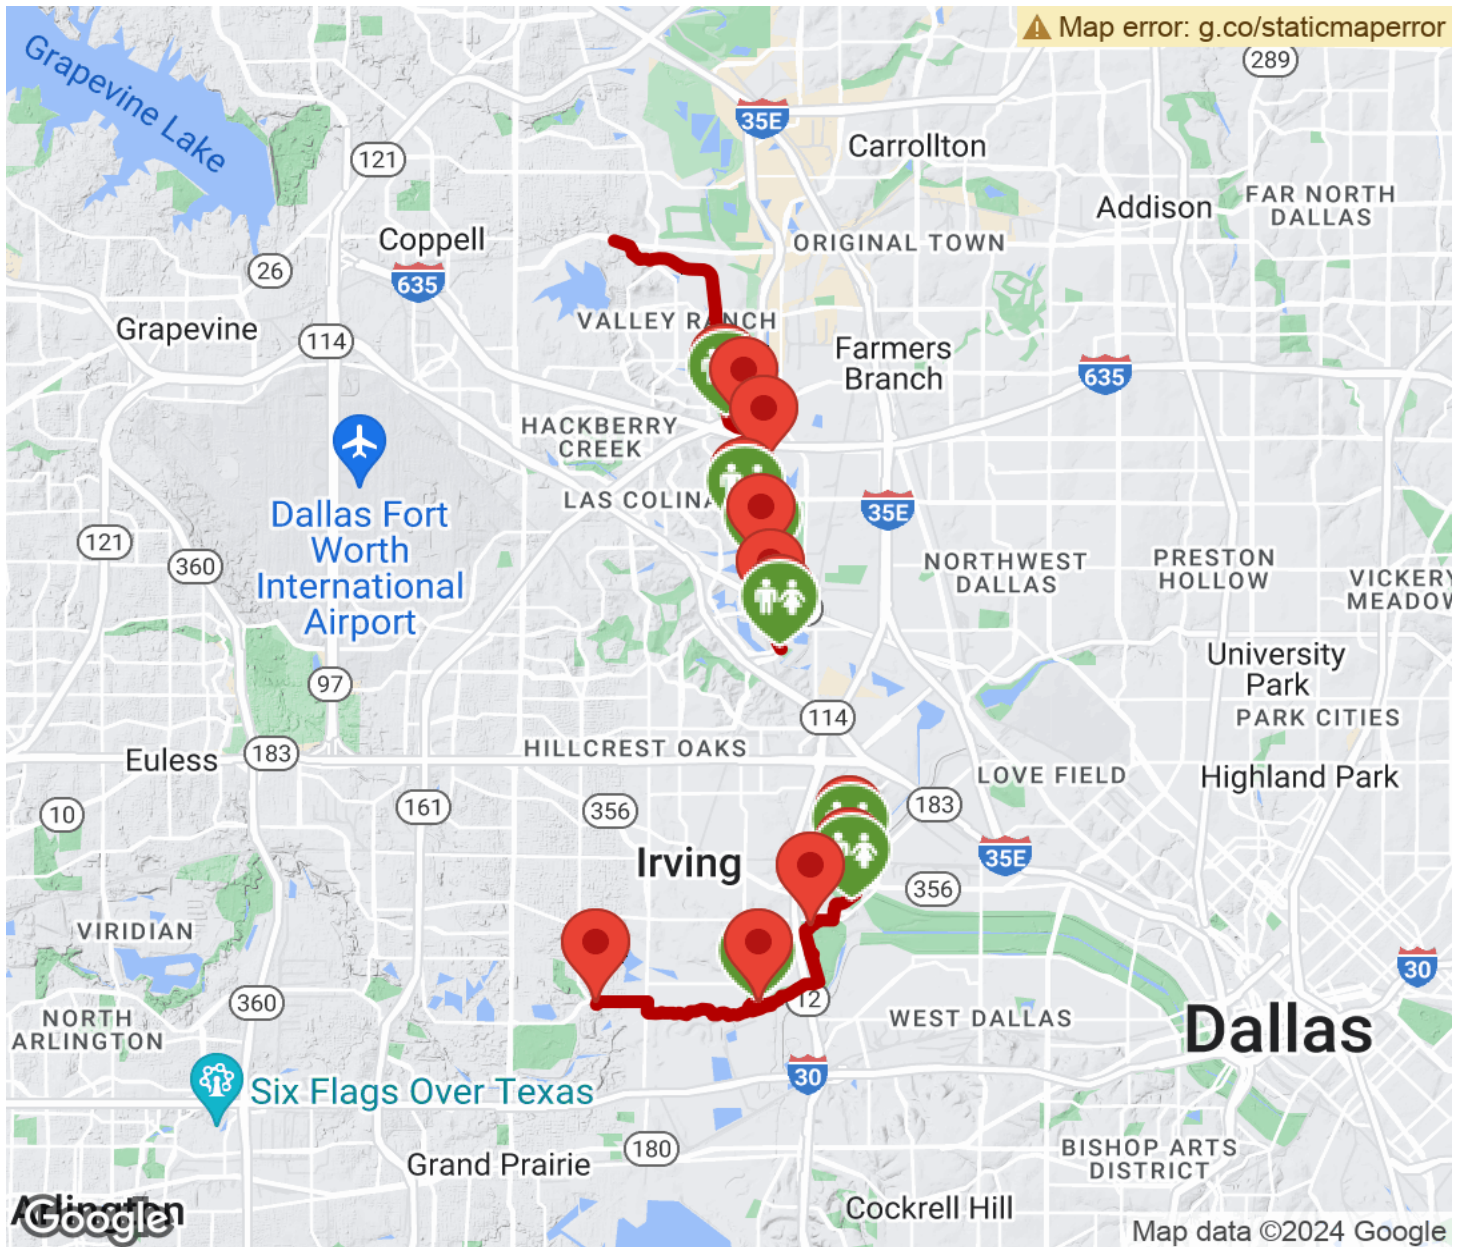 Map error: g.co/staticmaperror
289
Grapevine Lake
35E
Carrollton
121
FAR NORTH
DALLAS
Addison
Coppell
ORIGINAL TOWN
26
635
VALLEY RANCH
Grapevine
114
Farmers
Branch
635
HACKBERRY
CREEK
LAS COLINA
35E
Dallas Fort
Worth
International
Airport
121
360
NORTHWEST
DALLAS
PRESTON
HOLLOW
VICKERY
MEADOW
University
Park
97
114
PARK CITIES
HILLCREST OAKS
183
Euless
LOVE FIELD
Highland Park
10
161
356
183
Irving
35E
356
VIRIDIAN
30
360
12
NORTH
ARLINGTON
WEST DALLAS
Dallas
30
Six Flags Over Texas
180
BISHOP ARTS
DISTRICT
Grand Prairie
Arlington
Google
Cockrell Hill
Map data ©2024 Google